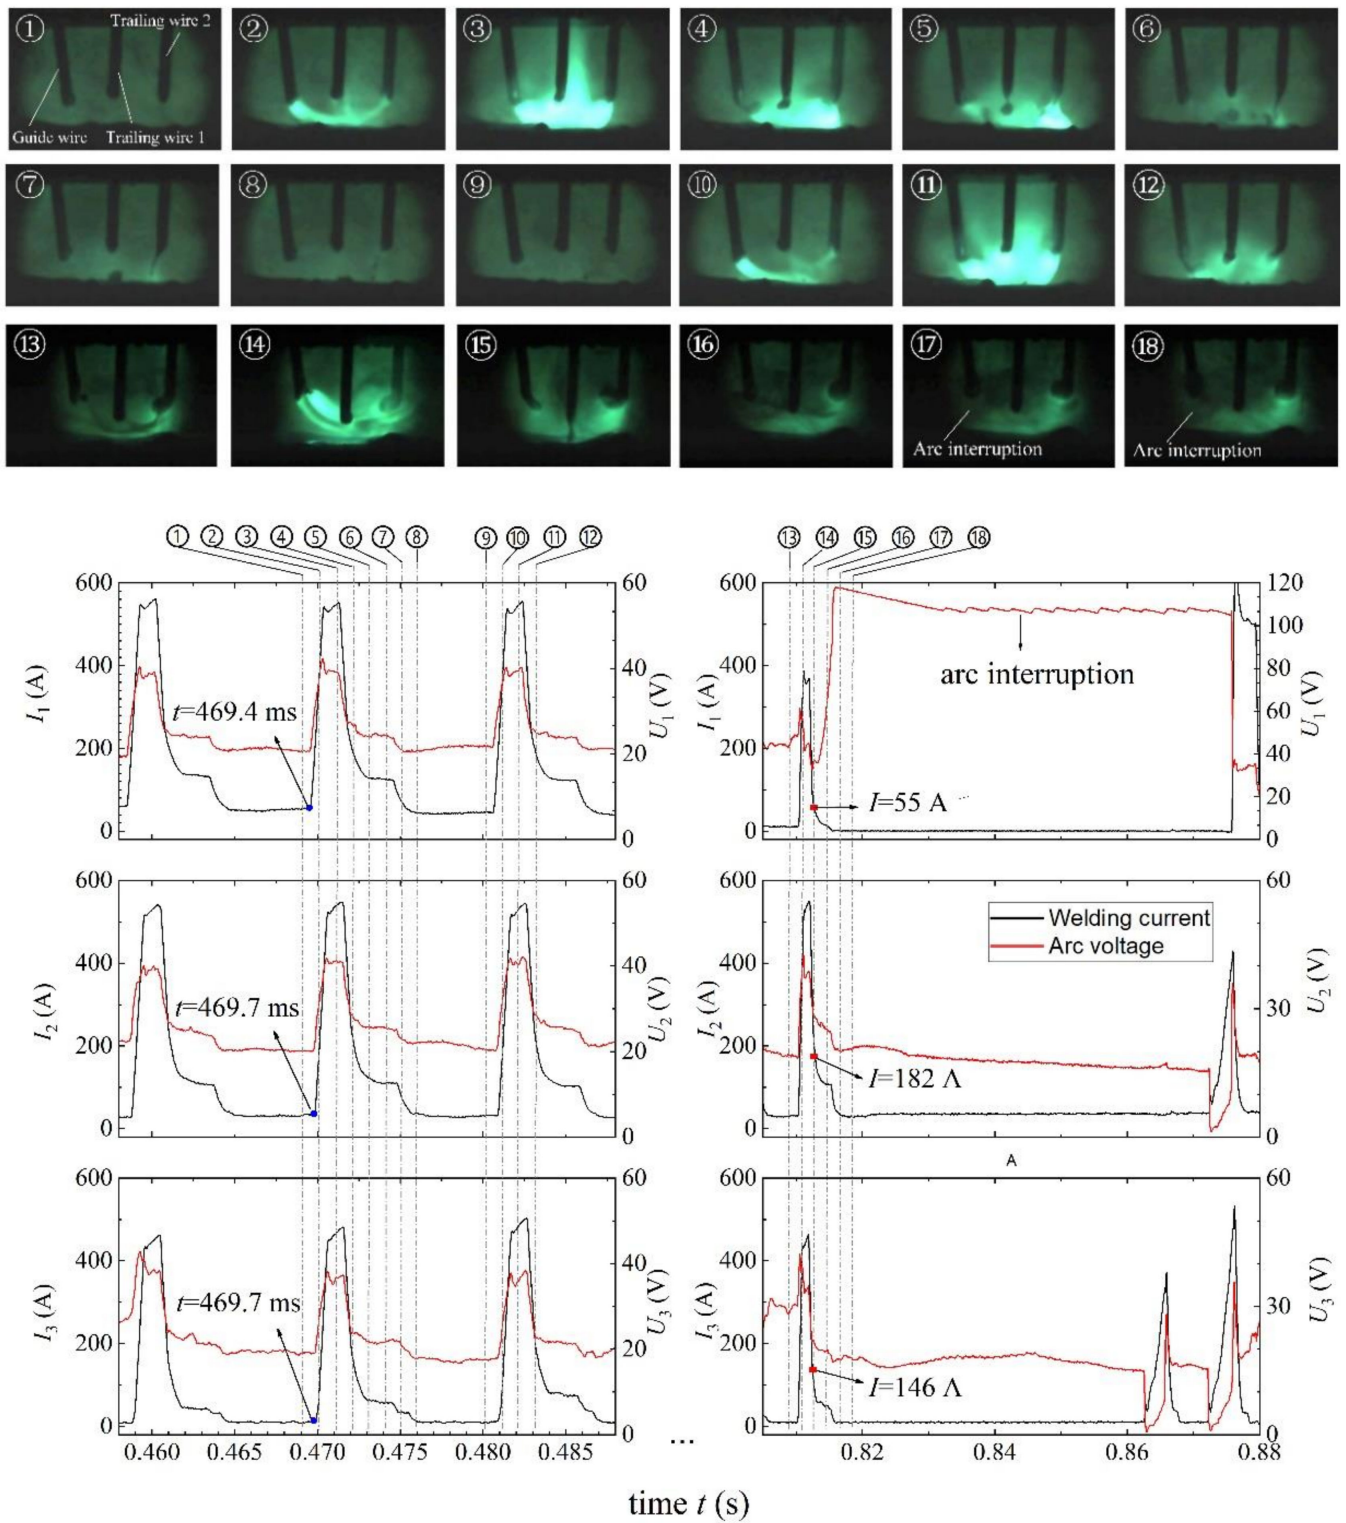 ① Trailing wire 2 ② ③ ④ ⑤ ⑥
Guide wire Trailing wire 1
⑦ ⑧ ⑨ ⑩ ⑪ ⑫
⑬ ⑭ ⑮ ⑯ ⑰ ⑱
Arc interruption Arc interruption
① ② ③ ④ ⑤ ⑥ ⑦ ⑧ ⑨ ⑩ ⑪ ⑫
⑬ ⑭ ⑮ ⑯ ⑰ ⑱
600 60
400 40
200 20
0 0
I1 (A)
U1 (V)
t=469.4 ms
600 120
100
400 80
60
200 40
20
0 0
I1 (A)
U1 (V)
arc interruption
I=55 A
600 60
400 40
200 20
0 0
I2 (A)
U2 (V)
t=469.7 ms
600 60
400
30
200
0 0
I2 (A)
U2 (V)
Welding current
Arc voltage
I=182 A
A
600 60
400 40
200 20
0 0
I3 (A)
U3 (V)
t=469.7 ms
0.460 0.465 0.470 0.475 0.480 0.485
...
600 60
400
30
200
0 0
I3 (A)
U3 (V)
I=146 A
0.82 0.84 0.86 0.88
time t (s)